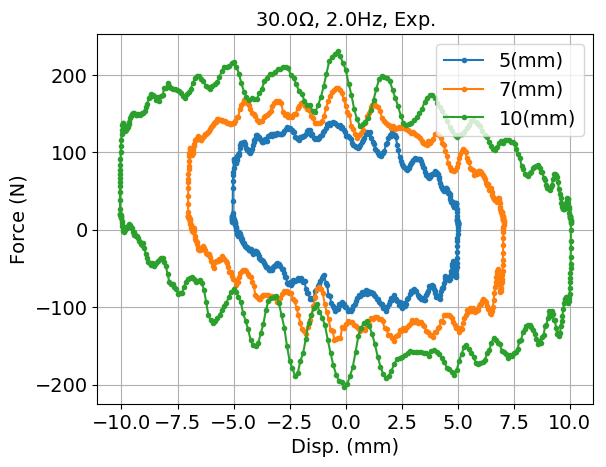 30.0Ω, 2.0Hz, Exp.
5(mm)
7(mm)
10(mm)
Force (N)
200
100
0
−100
−200
−10.0 −7.5 −5.0 −2.5 0.0 2.5 5.0 7.5 10.0
Disp. (mm)